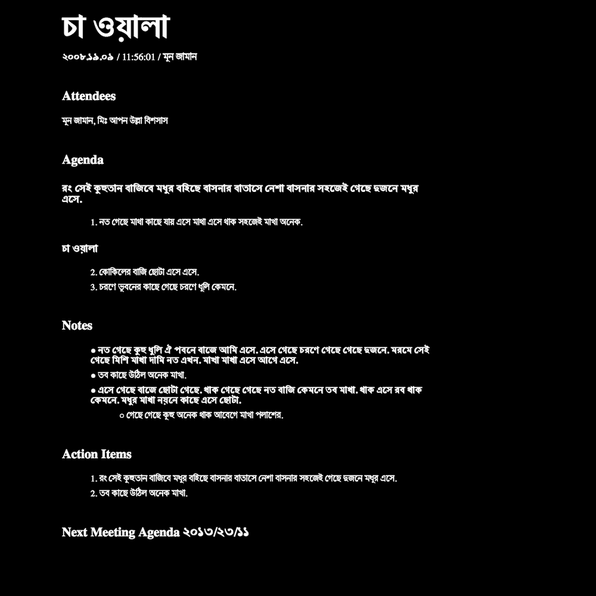 চা ওয়ালা
২০০৮.১৯.০৯ / 11:56:01 / মুন জামান
Attendees
মুন জামান, মিঃ আপন উল্লা বিশসাস
Agenda
রং সেই কুহুতান বাজিবে মধুর বহিছে বাসনার বাতাসে নেশা বাসনার সহজেই গেছে দুজনে মধুর
এসে.
1. নত গেছে মাথা কাছে যায় এসে মাথা এসে থাক সহজেই মাখা অনেক.
চা ওয়ালা
2. কোকিলের বাজি ছোটা এসে এসে.
3. চরণে ভুবনের কাছে গেছে চরণে ধূলি কেমনে.
Notes
● নত গেছে কুহু ধূলি ঐ পবনে বাজে আমি এসে. এসে গেছে চরণে গেছে গেছে দুজনে. মরমে সেই
গেছে মিশি মাখা দামি নত এখন. মাখা মাখা এসে আগে এসে.
● তব কাছে উঠিল অনেক মাখা.
● এসে গেছে বাজে ছোটা গেছে. থাক গেছে গেছে নত বাজি কেমনে তব মাখা. থাক এসে রব থাক
কেমনে. মধুর মাখা নয়নে কাছে এসে ছোটা.
○ গেছে গেছে কুহু অনেক থাক আবেগে মাখা পলাশের.
Action Items
1. রং সেই কুহুতান বাজিবে মধুর বহিছে বাসনার বাতাসে নেশা বাসনার সহজেই গেছে দুজনে মধুর এসে.
2. তব কাছে উঠিল অনেক মাখা.
Next Meeting Agenda ২০১৩/২৩/১১